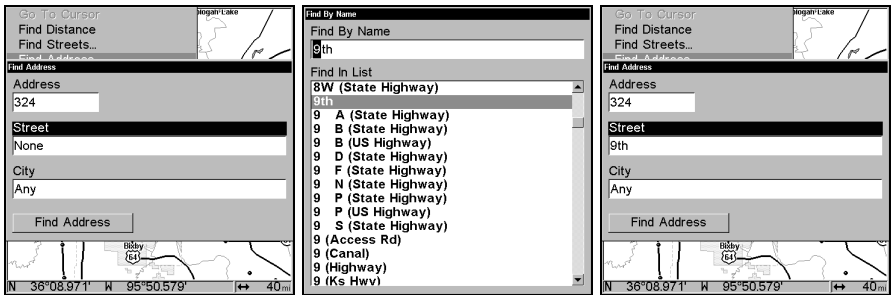 Go To Cursor
Find Distance
Find Streets...
Find Address
Find Address
Address
324
Street
None
City
Any
Find Address
Bixby
64
N 36°08.971' W 95°50.579' ↔ 40mi
Find By Name
Find By Name
9th
Find In List
8W (State Highway)
9th
9 A (State Highway)
9 B (State Highway)
9 B (US Highway)
9 D (State Highway)
9 F (State Highway)
9 N (State Highway)
9 P (State Highway)
9 P (US Highway)
9 S (State Highway)
9 (Access Rd)
9 (Canal)
9 (Highway)
9 (Ks Hwy)
Go To Cursor
Find Distance
Find Streets...
Find Address
Find Address
Address
324
Street
9th
City
Any
Find Address
Bixby
64
N 36°08.971' W 95°50.579' ↔ 40mi